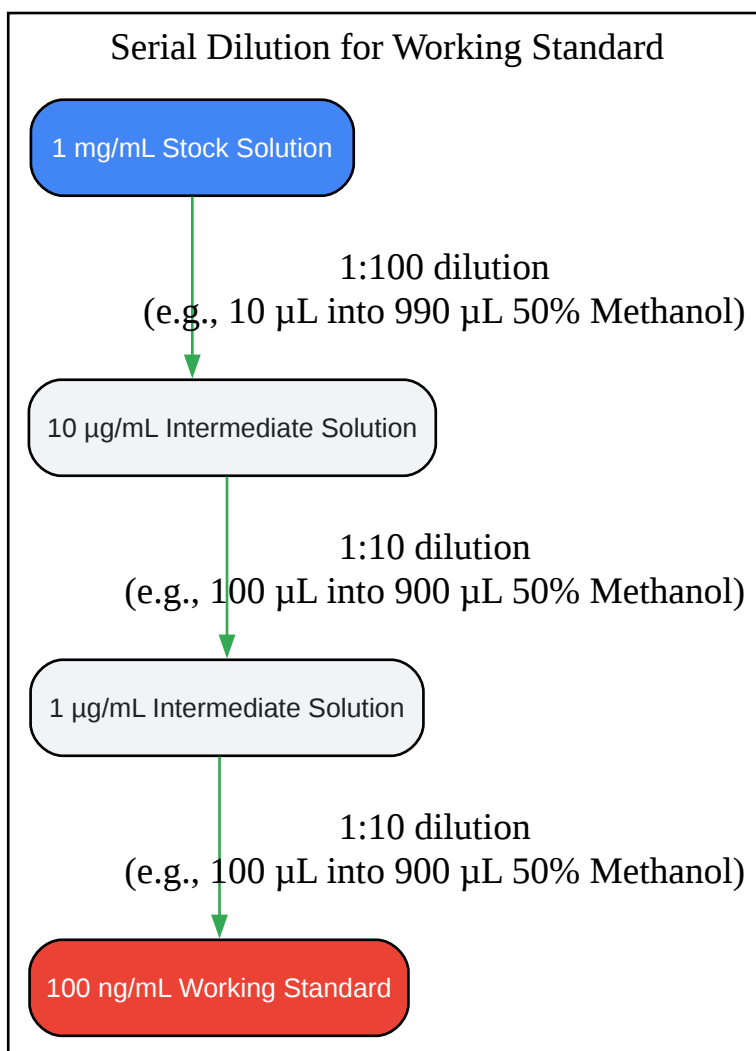 Serial Dilution for Working Standard
1 mg/mL Stock Solution
1:100 dilution
(e.g., 10 µL into 990 µL 50% Methanol)
10 µg/mL Intermediate Solution
1:10 dilution
(e.g., 100 µL into 900 µL 50% Methanol)
1 µg/mL Intermediate Solution
1:10 dilution
(e.g., 100 µL into 900 µL 50% Methanol)
100 ng/mL Working Standard